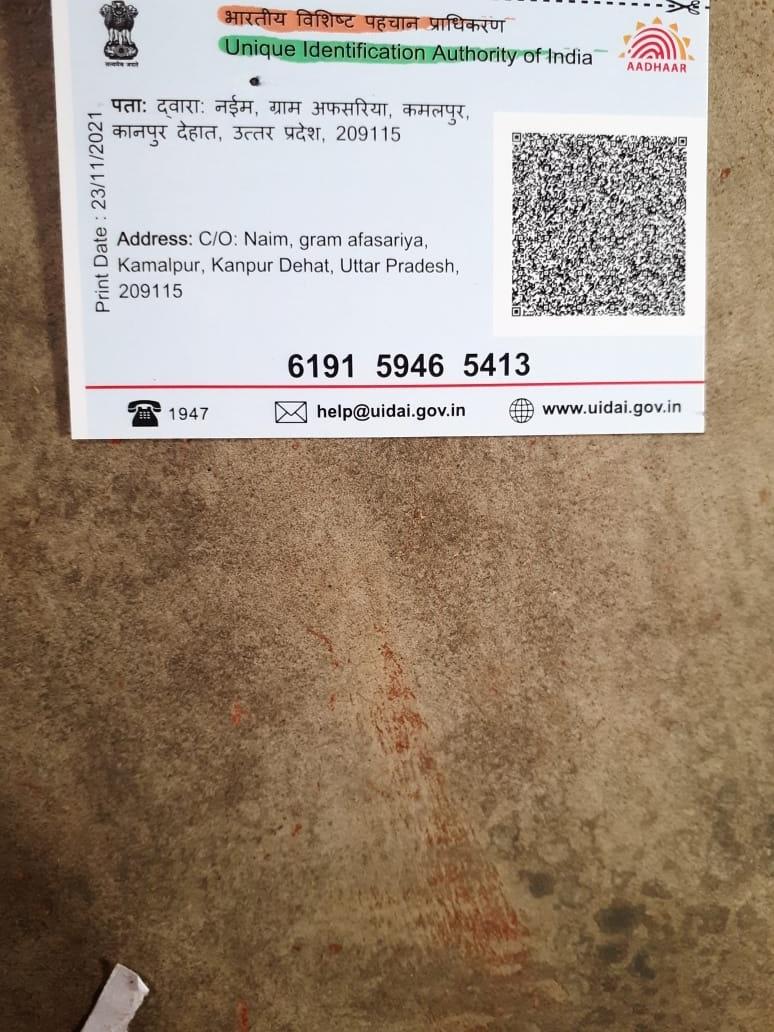 भारतीय विशिष्ट पहचान प्राधिकरण
Unique Identification Authority of India
सत्यमेव जयते
AADHAAR
पता: द्वारा: नईम, ग्राम अफसरिया, कमलपुर,
कानपुर देहात, उत्तर प्रदेश, 209115
Print Date : 23/11/2021
Address: C/O: Naim, gram afasariya,
Kamalpur, Kanpur Dehat, Uttar Pradesh,
209115
6191 5946 5413
1947
help@uidai.gov.in
www.uidai.gov.in